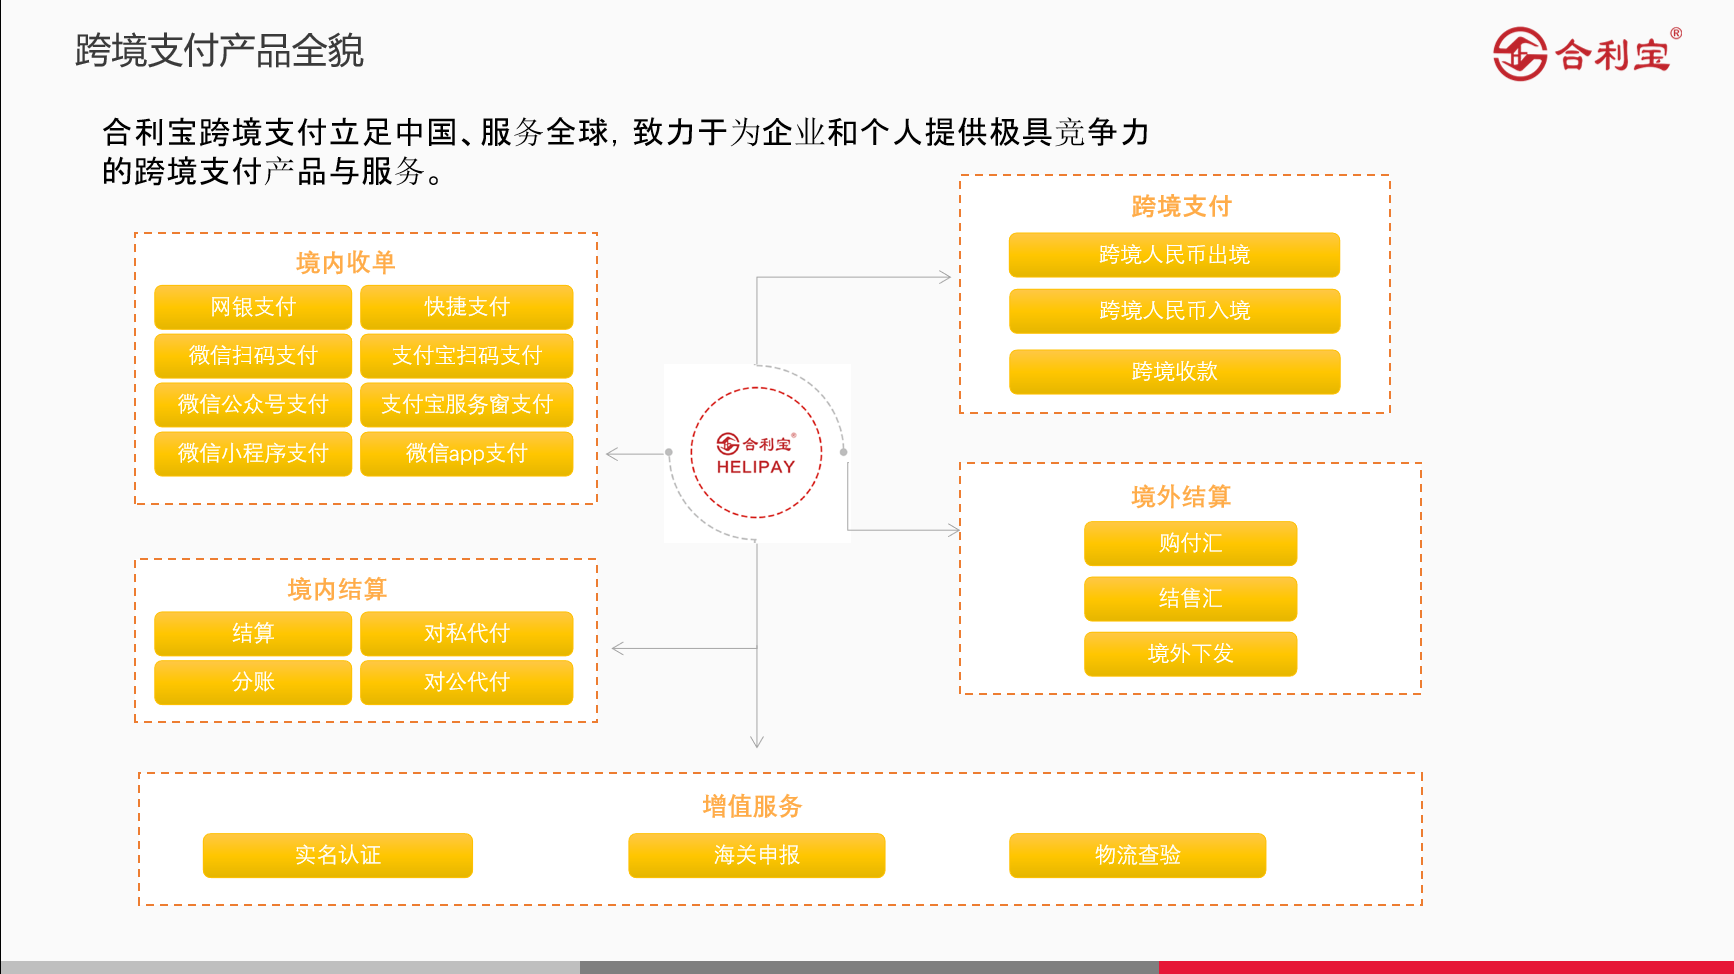 跨境支付产品全貌
合利宝®
合利宝跨境支付立足中国、服务全球，致力于为企业和个人提供极具竞争力
的跨境支付产品与服务。
境内收单
网银支付 快捷支付
微信扫码支付 支付宝扫码支付
微信公众号支付 支付宝服务窗支付
微信小程序支付 微信app支付
境内结算
结算 对私代付
分账 对公代付
合利宝®
HELIPAY
跨境支付
跨境人民币出境
跨境人民币入境
跨境收款
境外结算
购付汇
结售汇
境外下发
增值服务
实名认证 海关申报 物流查验